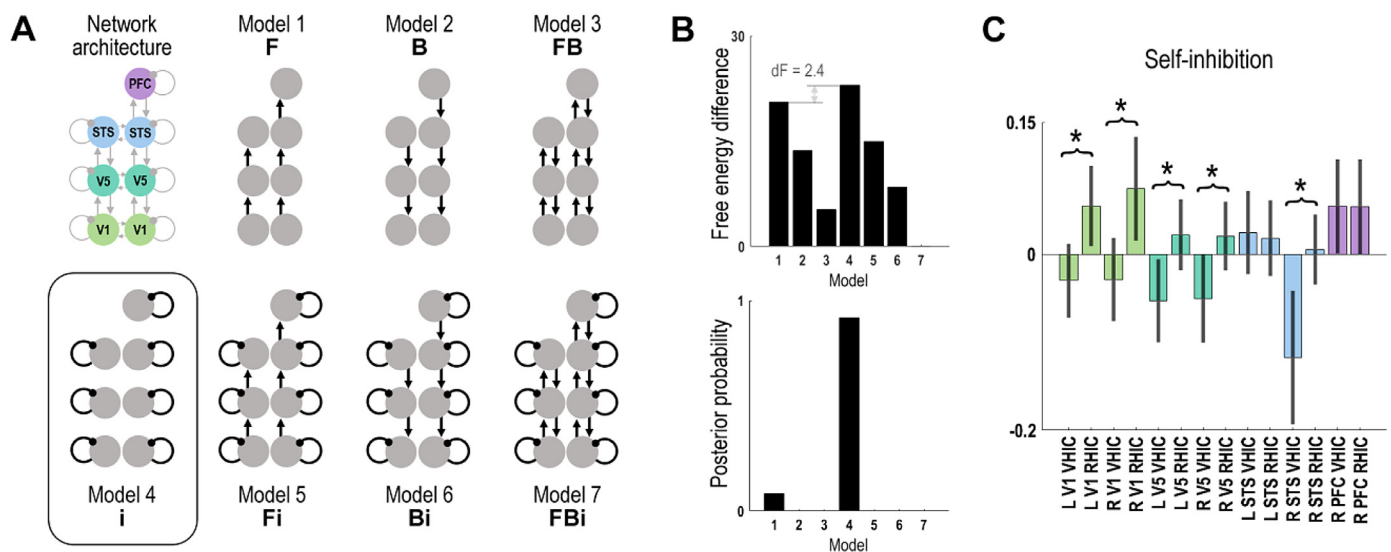 A
Network
architecture
PFC
STS STS
V5 V5
V1 V1
Model 1
F
Model 2
B
Model 3
FB
Model 4
i
Model 5
Fi
Model 6
Bi
Model 7
FBi
B
30
dF = 2.4
Free energy difference
0
1 2 3 4 5 6 7
Model
1
Posterior probability
0
1 2 3 4 5 6 7
Model
C
Self-inhibition
0.15
* * * * *
0
-0.2
L V1 VHIC
L V1 RHIC
R V1 VHIC
R V1 RHIC
L V5 VHIC
L V5 RHIC
R V5 VHIC
R V5 RHIC
L STS VHIC
L STS RHIC
R STS VHIC
R STS RHIC
R PFC VHIC
R PFC RHIC